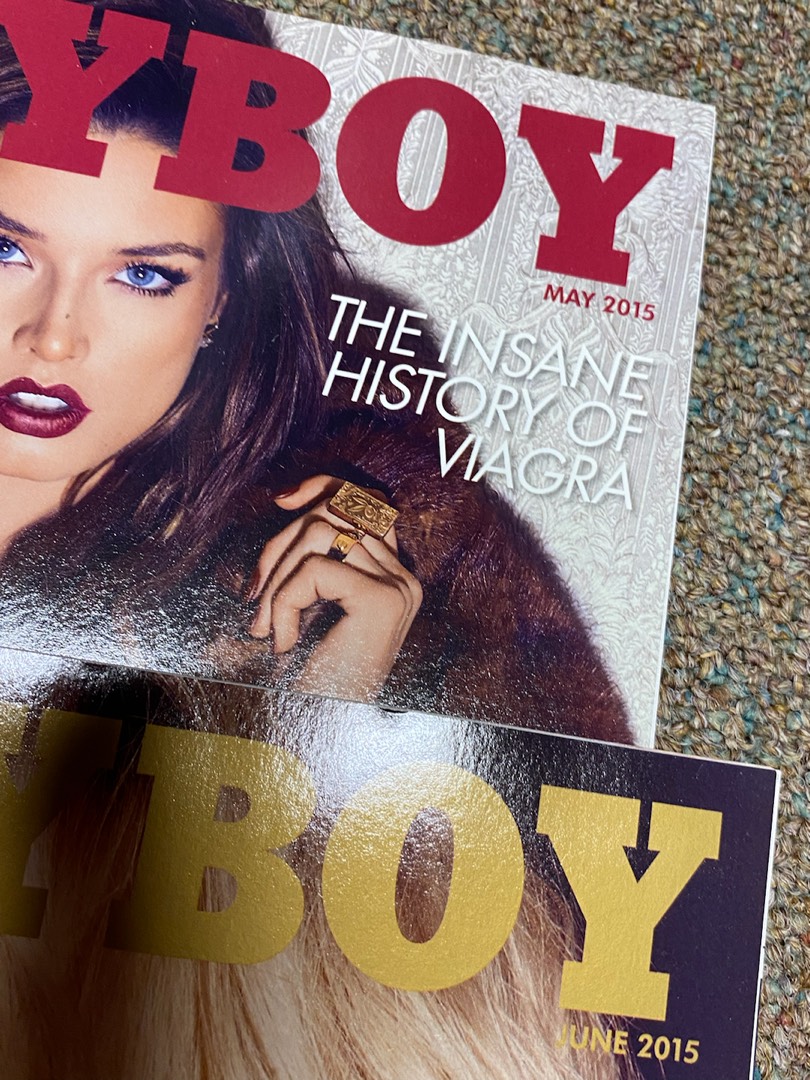 YBOY
MAY 2015
THE INSANE
HISTORY OF
VIAGRA
YBOY
JUNE 2015